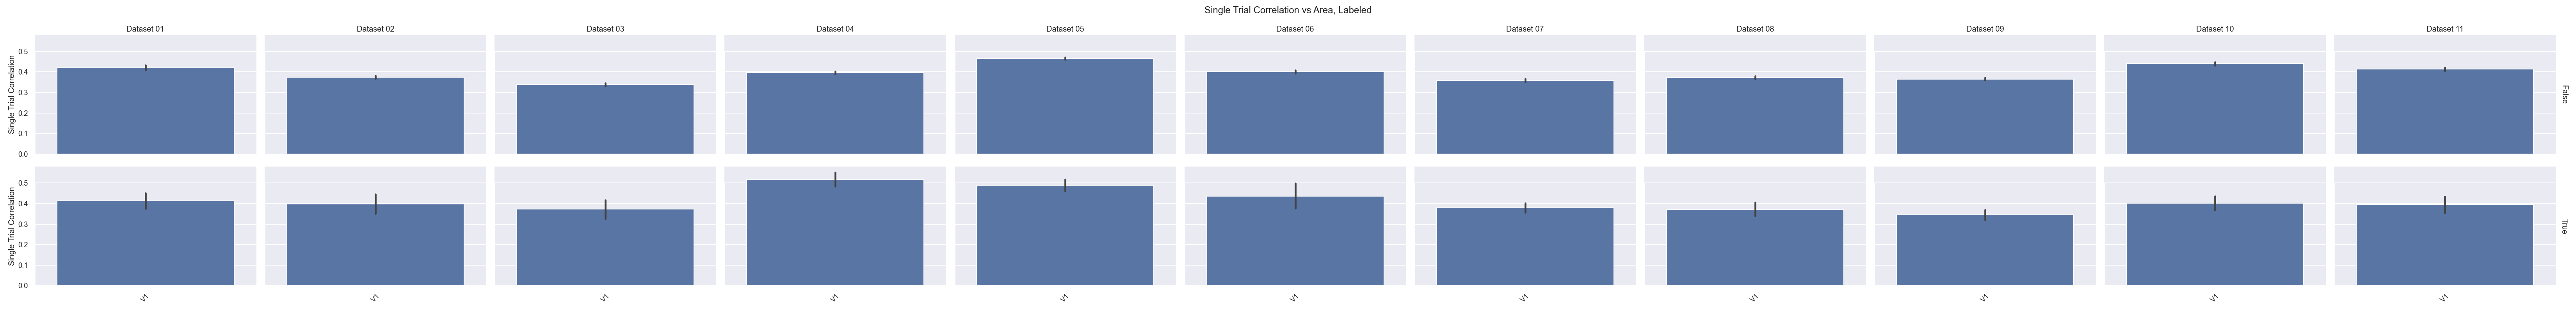 Single Trial Correlation vs Area, Labeled
Dataset 01 Dataset 02 Dataset 03 Dataset 04 Dataset 05 Dataset 06 Dataset 07 Dataset 08 Dataset 09 Dataset 10 Dataset 11
Single Trial Correlation
0.5
0.4
0.3
0.2
0.1
0.0
False
Single Trial Correlation
0.5
0.4
0.3
0.2
0.1
0.0
True
V1 V1 V1 V1 V1 V1 V1 V1 V1 V1 V1